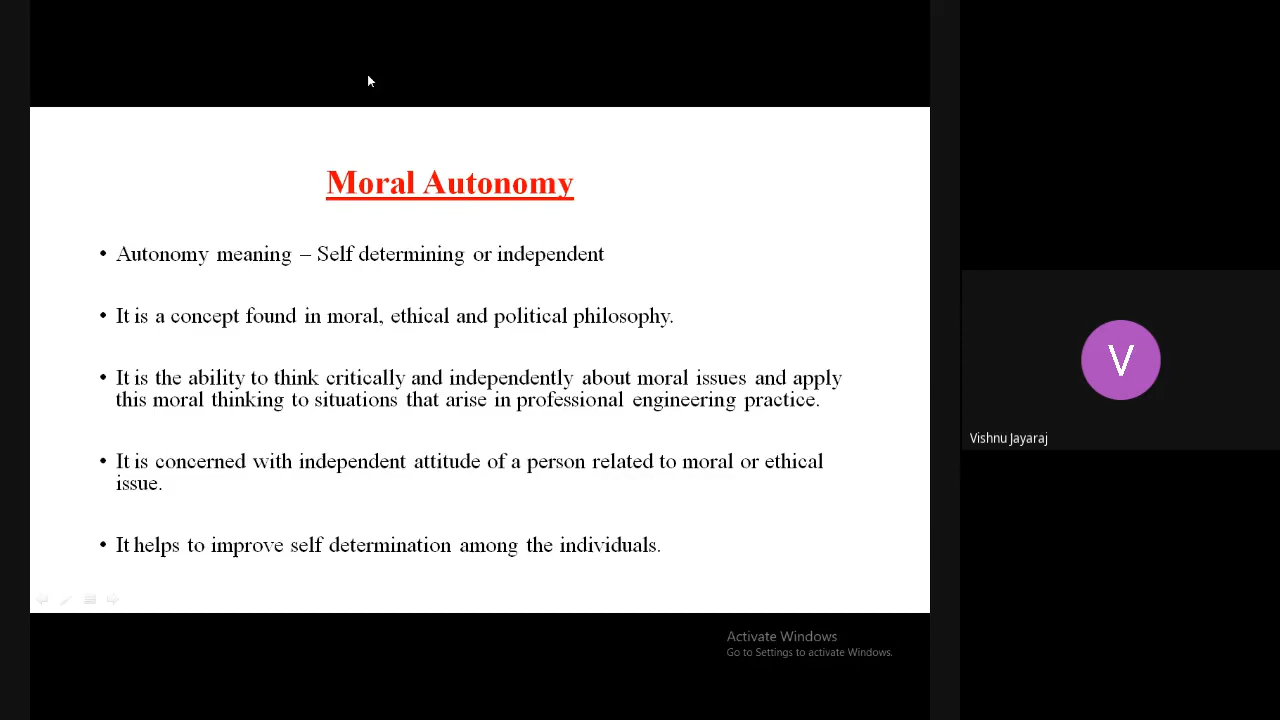 Moral Autonomy
• Autonomy meaning – Self determining or independent
• It is a concept found in moral, ethical and political philosophy.
• It is the ability to think critically and independently about moral issues and apply
this moral thinking to situations that arise in professional engineering practice.
• It is concerned with independent attitude of a person related to moral or ethical
issue.
• It helps to improve self determination among the individuals.
V
Vishnu Jayaraj
Activate Windows
Go to Settings to activate Windows.